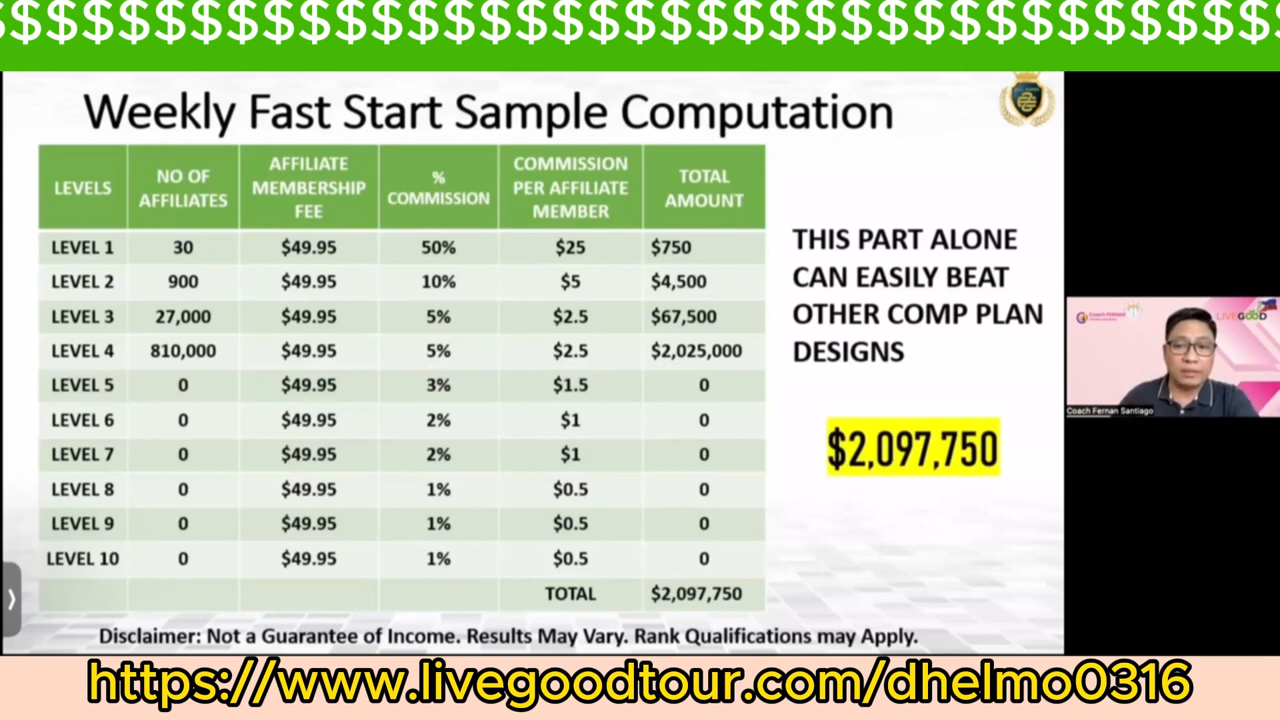 $$$$$$$$$$$$$$$$$$$$$$$$$$$$$$$$$$$
Weekly Fast Start Sample Computation
LEVELS NO OF AFFILIATES AFFILIATE MEMBERSHIP FEE % COMMISSION COMMISSION PER AFFILIATE MEMBER TOTAL AMOUNT
LEVEL 1 30 $49.95 50% $25 $750
LEVEL 2 900 $49.95 10% $5 $4,500
LEVEL 3 27,000 $49.95 5% $2.5 $67,500
LEVEL 4 810,000 $49.95 5% $2.5 $2,025,000
LEVEL 5 0 $49.95 3% $1.5 0
LEVEL 6 0 $49.95 2% $1 0
LEVEL 7 0 $49.95 2% $1 0
LEVEL 8 0 $49.95 1% $0.5 0
LEVEL 9 0 $49.95 1% $0.5 0
LEVEL 10 0 $49.95 1% $0.5 0
TOTAL $2,097,750
THIS PART ALONE
CAN EASILY BEAT
OTHER COMP PLAN
DESIGNS
$2,097,750
LIVEGOOD
Coach Fernan Santiago
Disclaimer: Not a Guarantee of Income. Results May Vary. Rank Qualifications may Apply.
https://www.livegoodtour.com/dhelmo0316